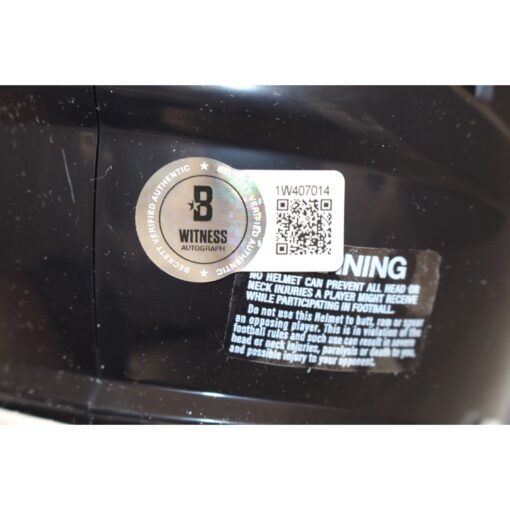 BECKETT VERIFIED AUTHENTIC
BECKETT VERIFIED AUTHENTIC
B
WITNESS
AUTOGRAPH
1W407014
NING
NO HELMET CAN PREVENT ALL HEAD OR
NECK INJURIES A PLAYER MIGHT RECEIVE
WHILE PARTICIPATING IN FOOTBALL.
Do not use this Helmet to butt, ram or spear
an opposing player. This is in violation of the
football rules and such use can result in severe
head or neck injuries, paralysis or death to you
and possible injury to your opponent.